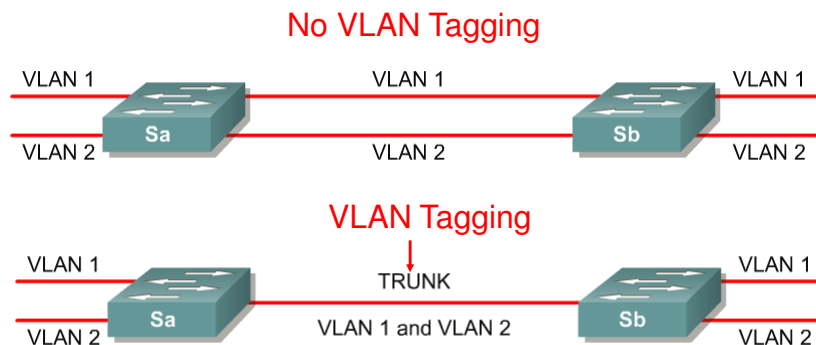 No VLAN Tagging
VLAN 1 VLAN 1 VLAN 1
Sa Sb
VLAN 2 VLAN 2 VLAN 2
VLAN Tagging
VLAN 1 TRUNK VLAN 1
Sa Sb
VLAN 2 VLAN 1 and VLAN 2 VLAN 2